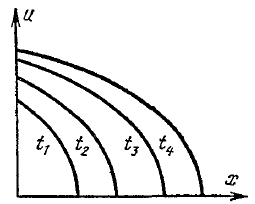 u
t₁ t₂ t₃ t₄
x